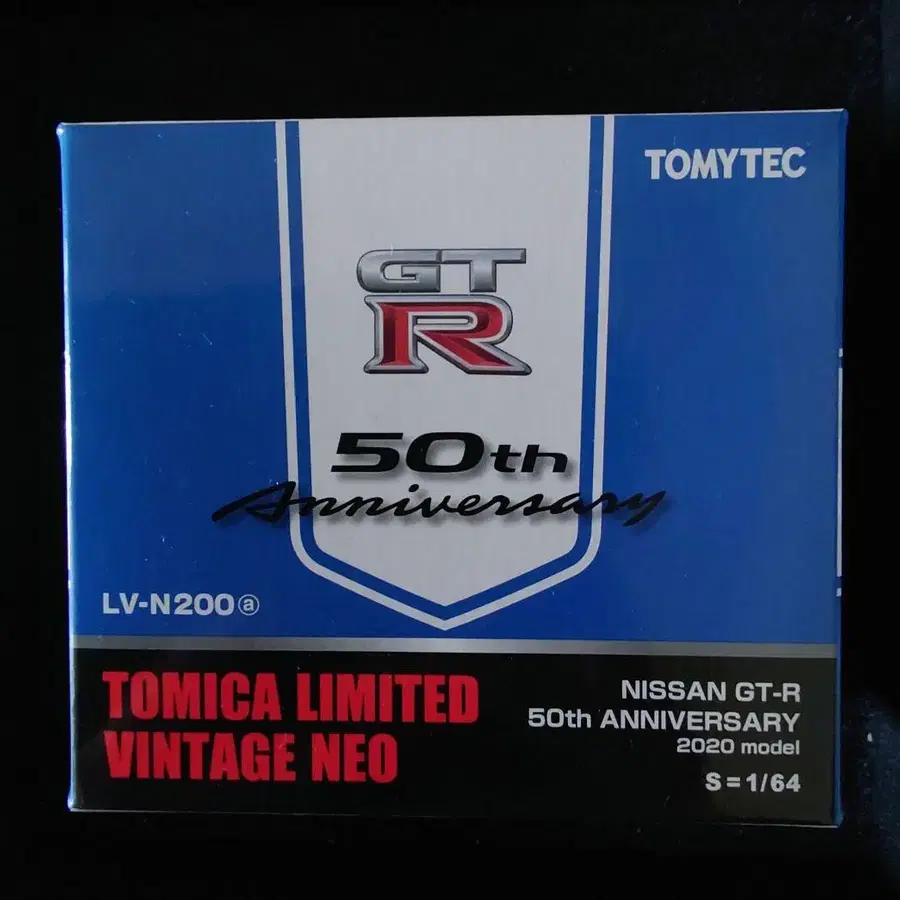 TOMYTEC
GT
R
50th
Anniversary
LV-N200ⓐ
TOMICA LIMITED
VINTAGE NEO
NISSAN GT-R
50th ANNIVERSARY
2020 model
S=1/64